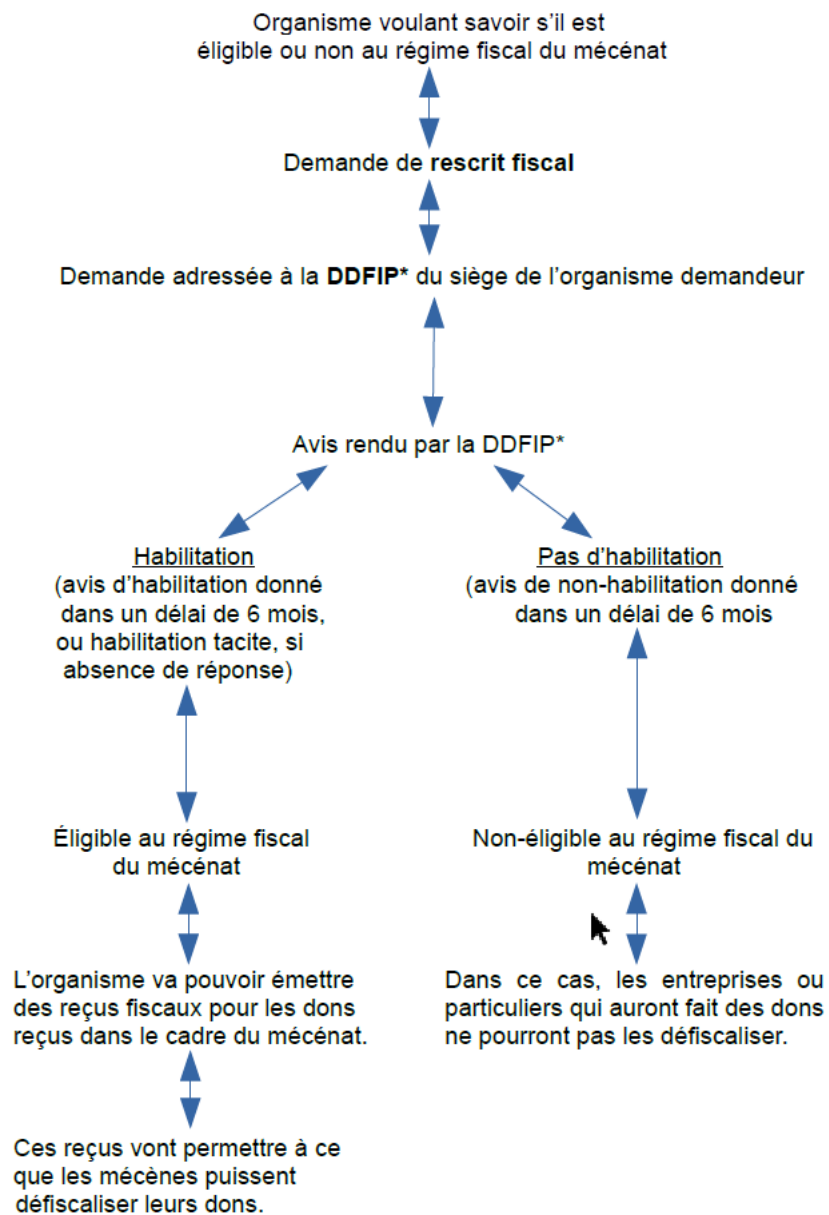 Organisme voulant savoir s'il est
éligible ou non au régime fiscal du mécénat
Demande de rescrit fiscal
Demande adressée à la DDFIP* du siège de l'organisme demandeur
Avis rendu par la DDFIP*
Habilitation
(avis d'habilitation donné
dans un délai de 6 mois,
ou habilitation tacite, si
absence de réponse)
Éligible au régime fiscal
du mécénat
L'organisme va pouvoir émettre
des reçus fiscaux pour les dons
reçus dans le cadre du mécénat.
Ces reçus vont permettre à ce
que les mécènes puissent
défiscaliser leurs dons.
Pas d'habilitation
(avis de non-habilitation donné
dans un délai de 6 mois
Non-éligible au régime fiscal du
mécénat
Dans ce cas, les entreprises ou
particuliers qui auront fait des dons
ne pourront pas les défiscaliser.